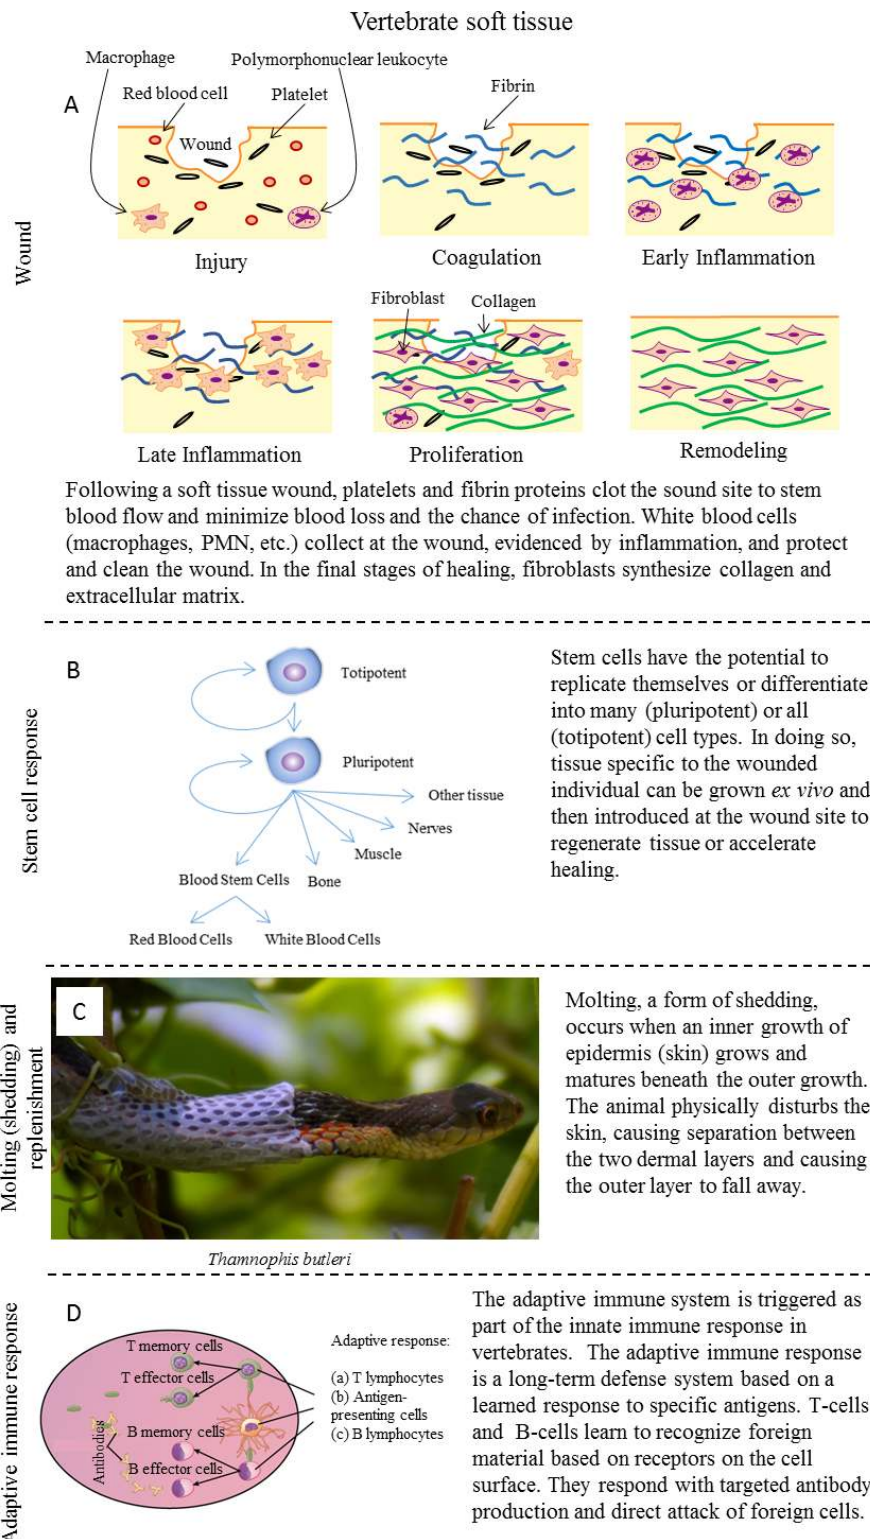 Vertebrate soft tissue
Macrophage
Polymorphonuclear leukocyte
A
Red blood cell
Platelet
Fibrin
Wound
Wound
Injury
Coagulation
Early Inflammation
Fibroblast
Collagen
Late Inflammation
Proliferation
Remodeling
Following a soft tissue wound, platelets and fibrin proteins clot the sound site to stem
blood flow and minimize blood loss and the chance of infection. White blood cells
(macrophages, PMN, etc.) collect at the wound, evidenced by inflammation, and protect
and clean the wound. In the final stages of healing, fibroblasts synthesize collagen and
extracellular matrix.
Stem cell response
B
Totipotent
Pluripotent
Other tissue
Nerves
Muscle
Blood Stem Cells
Bone
Red Blood Cells
White Blood Cells
Stem cells have the potential to
replicate themselves or differentiate
into many (pluripotent) or all
(totipotent) cell types. In doing so,
tissue specific to the wounded
individual can be grown ex vivo and
then introduced at the wound site to
regenerate tissue or accelerate
healing.
Molting (shedding) and
replenishment
C
Thamnophis butleri
Molting, a form of shedding,
occurs when an inner growth of
epidermis (skin) grows and
matures beneath the outer growth.
The animal physically disturbs the
skin, causing separation between
the two dermal layers and causing
the outer layer to fall away.
Adaptive immune response
D
T memory cells
T effector cells
B memory cells
B effector cells
Antibodies
Adaptive response:
(a) T lymphocytes
(b) Antigen-
presenting cells
(c) B lymphocytes
The adaptive immune system is triggered as
part of the innate immune response in
vertebrates. The adaptive immune response
is a long-term defense system based on a
learned response to specific antigens. T-cells
and B-cells learn to recognize foreign
material based on receptors on the cell
surface. They respond with targeted antibody
production and direct attack of foreign cells.